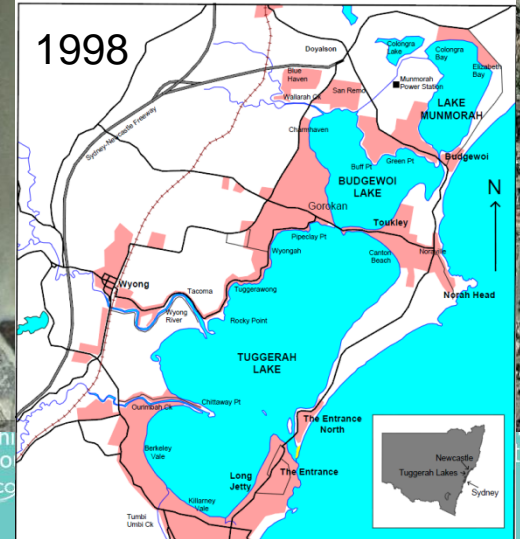 1998
Doyalson
Colongra
Lake
Colongra
Bay
Elizabeth
Bay
Blue
Haven
San Remo
Munmorah
Power Station
Wallarah Ck
LAKE
MUNMORAH
Sydney-Newcastle Freeway
Charmhaven
Buff Pt
Green Pt
Budgewoi
BUDGEWOI
LAKE
N
Gorokan
Toukley
Pipeclay Pt
Wyongah
Canton
Beach
Noraville
Wyong
Tacoma
Tuggerawong
Norah Head
Wyong
River
Rocky Point
TUGGERAH
LAKE
Chittaway Pt
Ourimbah Ck
The Entrance
North
Berkeley
Vale
Long
Jetty
The Entrance
Killarney
Vale
Tumbi
Umbi Ck
Newcastle
Tuggerah Lakes
Sydney